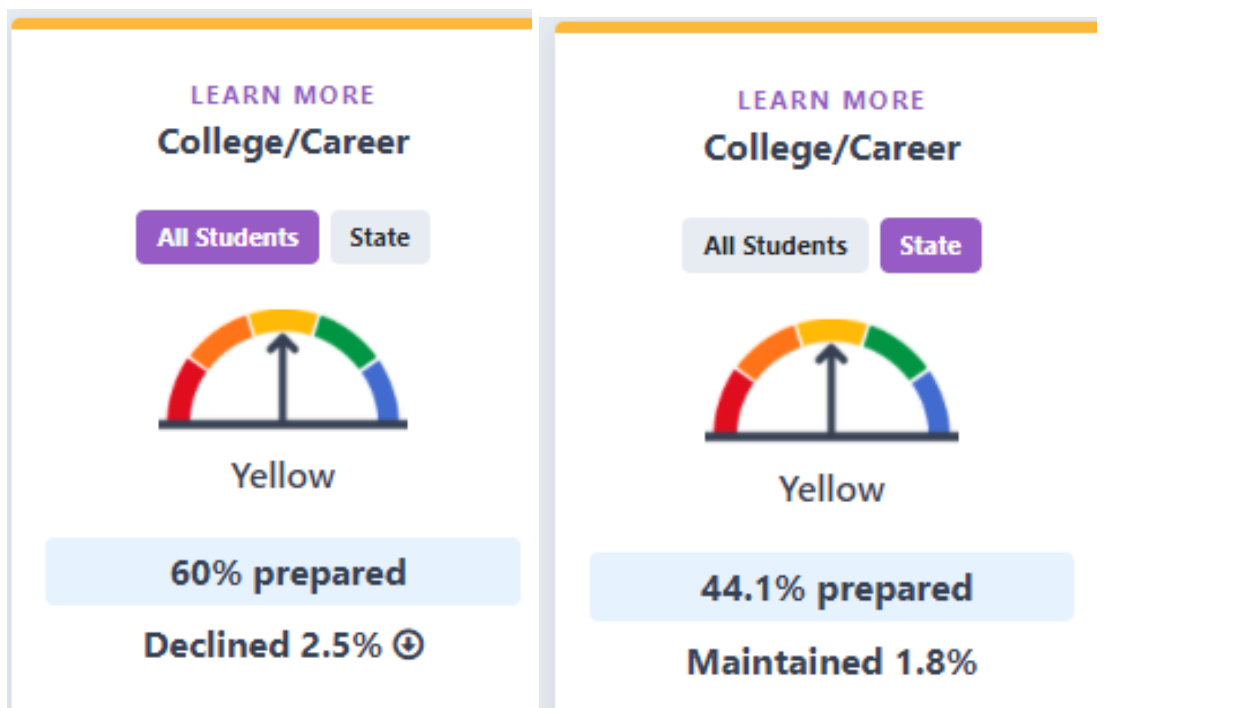 LEARN MORE
College/Career
All Students State
Yellow
60% prepared
Declined 2.5%
LEARN MORE
College/Career
All Students State
Yellow
44.1% prepared
Maintained 1.8%